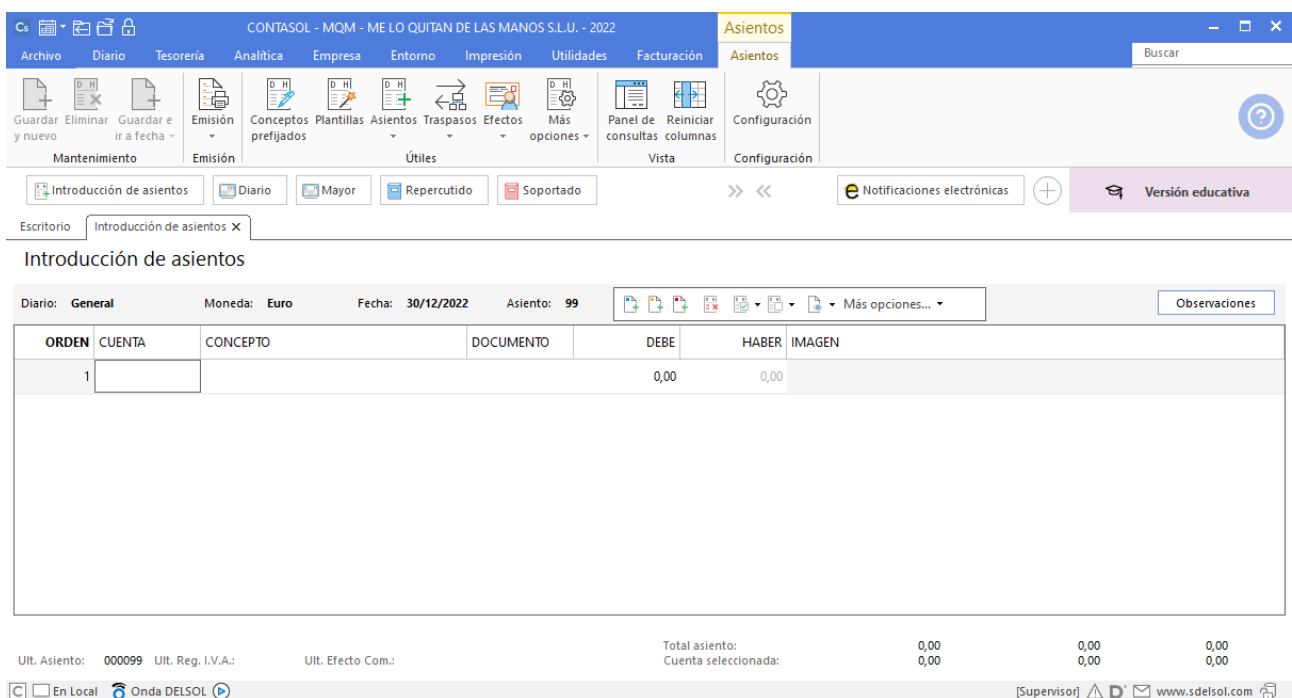 Cs CONTASOL - MQM - ME LO QUITAN DE LAS MANOS S.L.U. - 2022 Asientos
Archivo Diario Tesorería Analítica Empresa Entorno Impresión Utilidades Facturación Asientos Buscar
D H D H D H D H D H
Guardar Eliminar Guardar e Emisión Conceptos Plantillas Asientos Traspasos Efectos Más Panel de Reiniciar Configuración
y nuevo ir a fecha prefijados opciones consultas columnas
Mantenimiento Emisión Útiles Vista Configuración
Introducción de asientos Diario Mayor Repercutido Soportado Notificaciones electrónicas Versión educativa
Escritorio Introducción de asientos X
Introducción de asientos
Diario: General Moneda: Euro Fecha: 30/12/2022 Asiento: 99 Más opciones... Observaciones
ORDEN CUENTA CONCEPTO DOCUMENTO DEBE HABER IMAGEN
1 0,00 0,00
Total asiento: 0,00 0,00 0,00
Ult. Asiento: 000099 Ult. Reg. I.V.A.: Ult. Efecto Com.: Cuenta seleccionada: 0,00 0,00 0,00
C En Local Onda DELSOL [Supervisor] D www.sdelsol.com